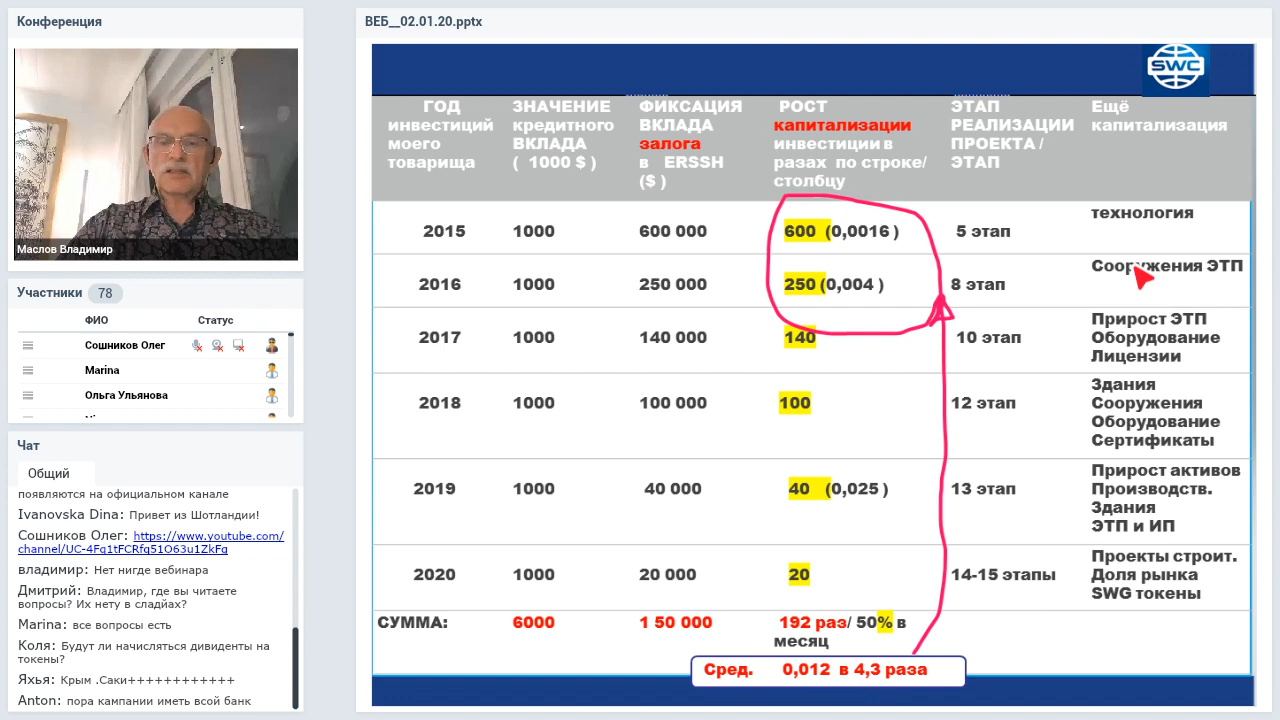 Конференция
Маслов Владимир
Участники 78
ФИО Статус
Сошников Олег
Marina
Ольга Ульянова
Чат
Общий
появляются на официальном канале
Ivanovska Dina: Привет из Шотландии!
Сошников Олег: https://www.youtube.com/
channel/UC-4Fq1tFCRfq51O63u1ZkFg
владимир: Нет нигде вебинара
Дмитрий: Владимир, где вы читаете
вопросы? Их нету в сладйах?
Marina: все вопросы есть
Коля: Будут ли начисляться дивиденты на
токены?
Яхья: Крым .Саки++++++++++++
Anton: пора кампании иметь всой банк
ВЕБ__02.01.20.pptx
SWC
ГОД
инвестиций
моего
товарища
ЗНАЧЕНИЕ
кредитного
ВКЛАДА
( 1000 $ )
ФИКСАЦИЯ
ВКЛАДА
залога
в ERSSH
($ )
РОСТ
капитализации
инвестиции в
разах по строке/
столбцу
ЭТАП
РЕАЛИЗАЦИИ
ПРОЕКТА /
ЭТАП
Ещё
капитализация
2015 1000 600 000 600 (0,0016 ) 5 этап технология
2016 1000 250 000 250 (0,004 ) 8 этап Сооружения ЭТП
2017 1000 140 000 140 10 этап Прирост ЭТП
Оборудование
Лицензии
2018 1000 100 000 100 12 этап Здания
Сооружения
Оборудование
Сертификаты
2019 1000 40 000 40 (0,025 ) 13 этап Прирост активов
Производств.
Здания
ЭТП и ИП
2020 1000 20 000 20 14-15 этапы Проекты строит.
Доля рынка
SWG токены
СУММА: 6000 1 50 000 192 раз/ 50% в
месяц
Сред. 0,012 в 4,3 раза